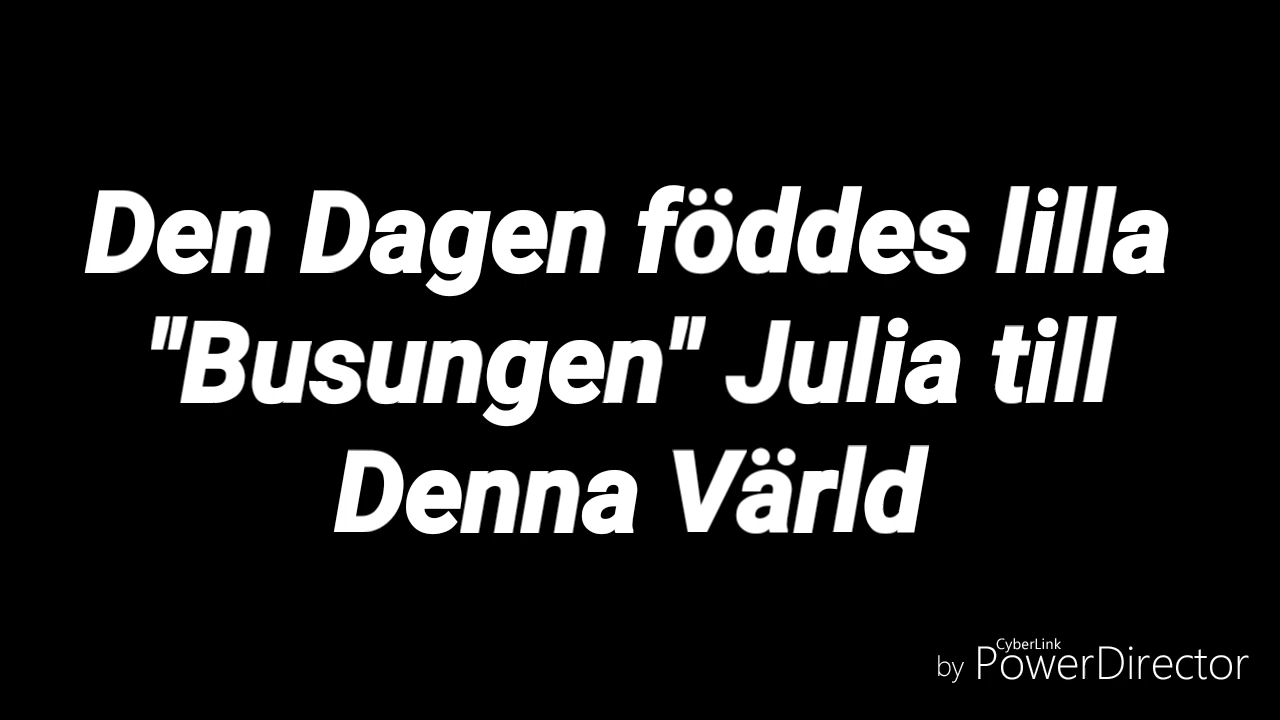 Den Dagen föddes lilla
"Busungen" Julia till
Denna Värld
by CyberLink PowerDirector